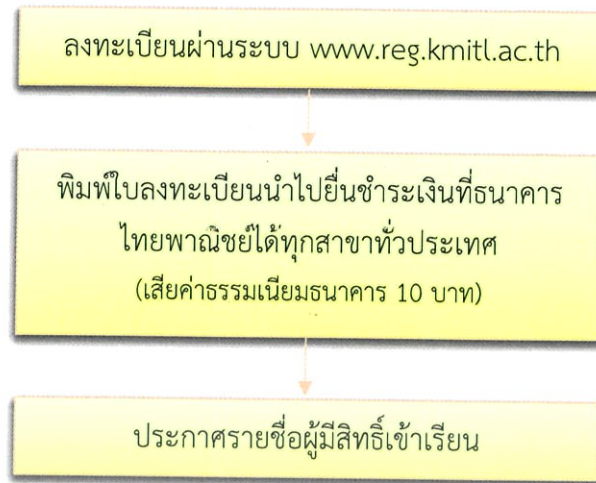 ลงทะเบียนผ่านระบบ www.reg.kmitl.ac.th
พิมพ์ใบลงทะเบียนนำไปยื่นชำระเงินที่ธนาคาร
ไทยพาณิชย์ได้ทุกสาขาทั่วประเทศ
(เสียค่าธรรมเนียมธนาคาร 10 บาท)
ประกาศรายชื่อผู้มีสิทธิ์เข้าเรียน